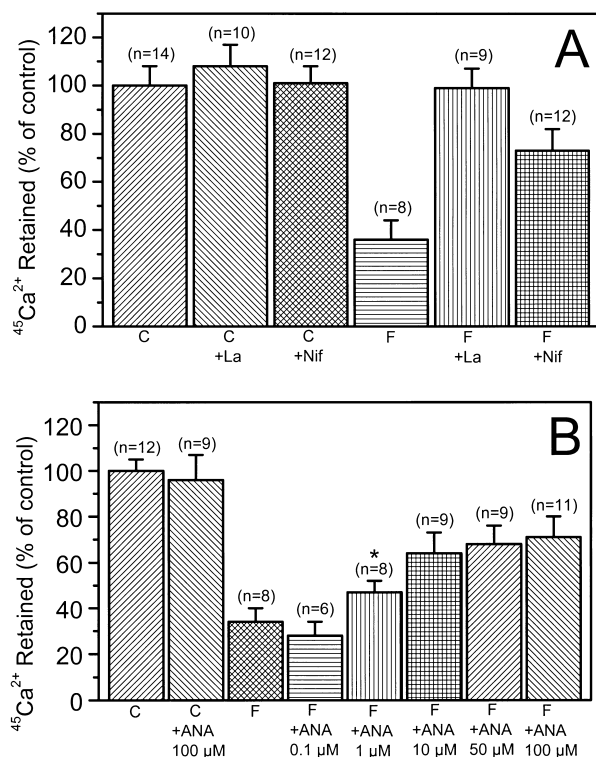 A
120
100
80
60
40
20
0
⁴⁵Ca²⁺ Retained (% of control)
(n=14)
(n=10)
(n=12)
(n=8)
(n=9)
(n=12)
C
C
+La
C
+Nif
F
F
+La
F
+Nif
B
120
100
80
60
40
20
0
⁴⁵Ca²⁺ Retained (% of control)
(n=12)
(n=9)
(n=8)
(n=6)
*
(n=8)
(n=9)
(n=9)
(n=11)
C
C
+ANA
100 µM
F
F
+ANA
0.1 µM
F
+ANA
1 µM
F
+ANA
10 µM
F
+ANA
50 µM
F
+ANA
100 µM